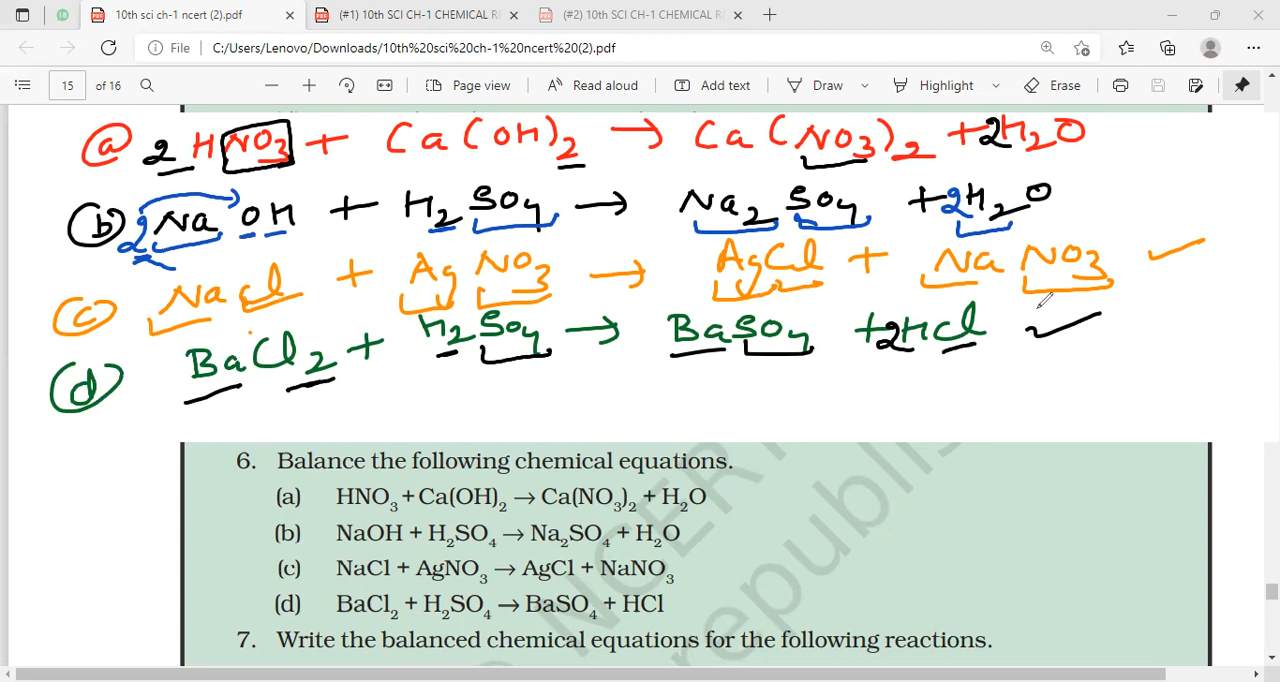 10th sci ch-1 ncert (2).pdf
(#1) 10th SCI CH-1 CHEMICAL R
(#2) 10th SCI CH-1 CHEMICAL R
File C:/Users/Lenovo/Downloads/10th%20sci%20ch-1%20ncert%20(2).pdf
15 of 16 Page view Read aloud Add text Draw Highlight Erase
(a) 2HNO3 + Ca(OH)2 → Ca(NO3)2 + 2H2O
(b) 2NaOH + H2SO4 → Na2SO4 + 2H2O
(c) NaCl + AgNO3 → AgCl + NaNO3 ✓
(d) BaCl2 + H2SO4 → BaSO4 + 2HCl ✓
6. Balance the following chemical equations.
(a) HNO3 + Ca(OH)2 → Ca(NO3)2 + H2O
(b) NaOH + H2SO4 → Na2SO4 + H2O
(c) NaCl + AgNO3 → AgCl + NaNO3
(d) BaCl2 + H2SO4 → BaSO4 + HCl
7. Write the balanced chemical equations for the following reactions.
NCERT
republis